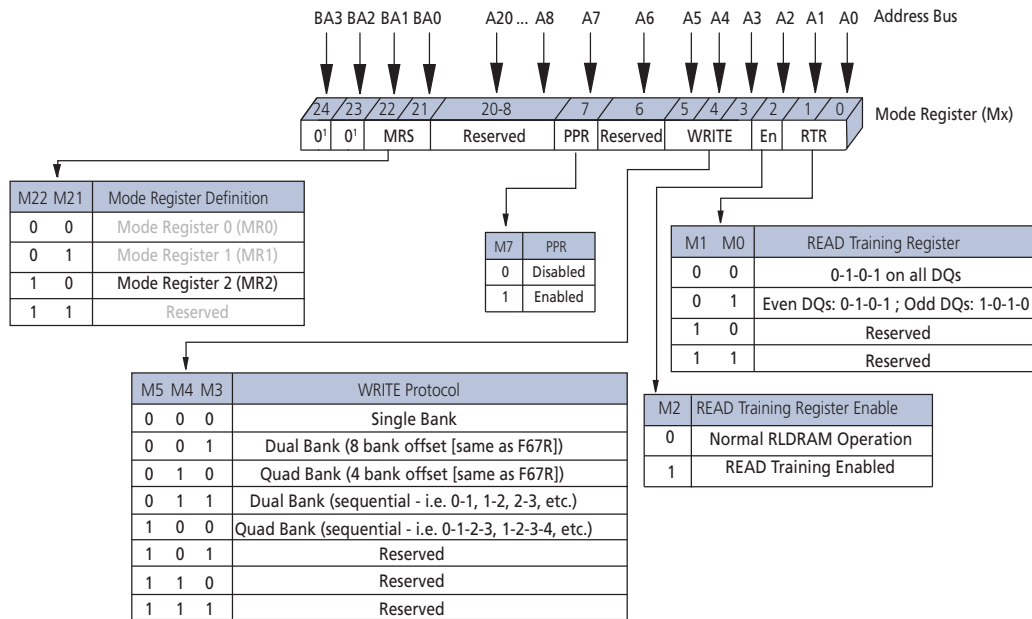 BA3 BA2 BA1 BA0 A20 ... A8 A7 A6 A5 A4 A3 A2 A1 A0 Address Bus
24 23 22 21 20-8 7 6 5 4 3 2 1 0 Mode Register (Mx)
0¹ 0¹ MRS Reserved PPR Reserved WRITE En RTR
M22 M21 Mode Register Definition
0 0 Mode Register 0 (MR0)
0 1 Mode Register 1 (MR1)
1 0 Mode Register 2 (MR2)
1 1 Reserved
M7 PPR
0 Disabled
1 Enabled
M1 M0 READ Training Register
0 0 0-1-0-1 on all DQs
0 1 Even DQs: 0-1-0-1 ; Odd DQs: 1-0-1-0
1 0 Reserved
1 1 Reserved
M5 M4 M3 WRITE Protocol
0 0 0 Single Bank
0 0 1 Dual Bank (8 bank offset [same as F67R])
0 1 0 Quad Bank (4 bank offset [same as F67R])
0 1 1 Dual Bank (sequential - i.e. 0-1, 1-2, 2-3, etc.)
1 0 0 Quad Bank (sequential - i.e. 0-1-2-3, 1-2-3-4, etc.)
1 0 1 Reserved
1 1 0 Reserved
1 1 1 Reserved
M2 READ Training Register Enable
0 Normal RLDRAM Operation
1 READ Training Enabled